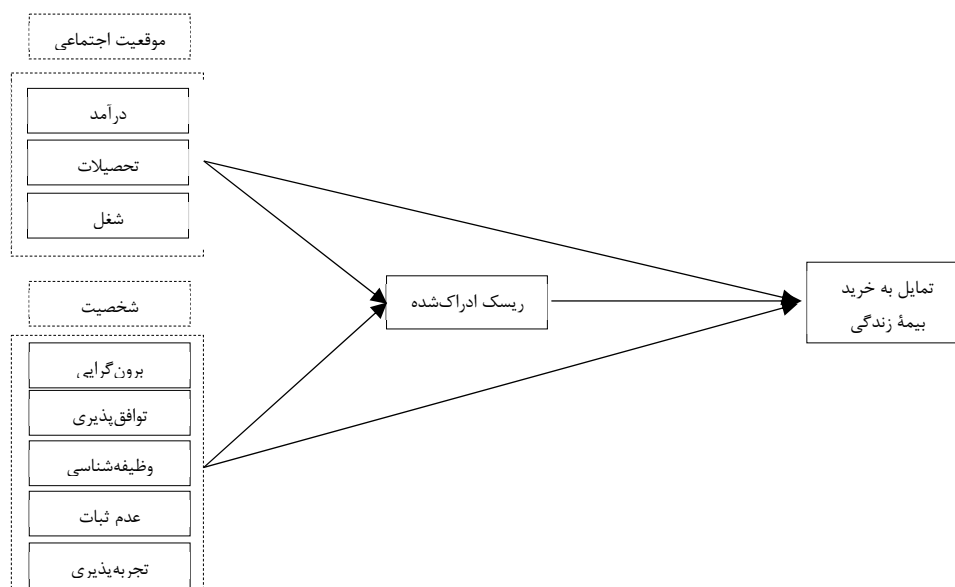 موقعیت اجتماعی
درآمد
تحصیلات
شغل
شخصیت
برون‌گرایی
توافق‌پذیری
وظیفه‌شناسی
عدم ثبات
تجربه‌پذیری
ریسک ادراک‌شده
تمایل به خرید
بیمهٔ زندگی